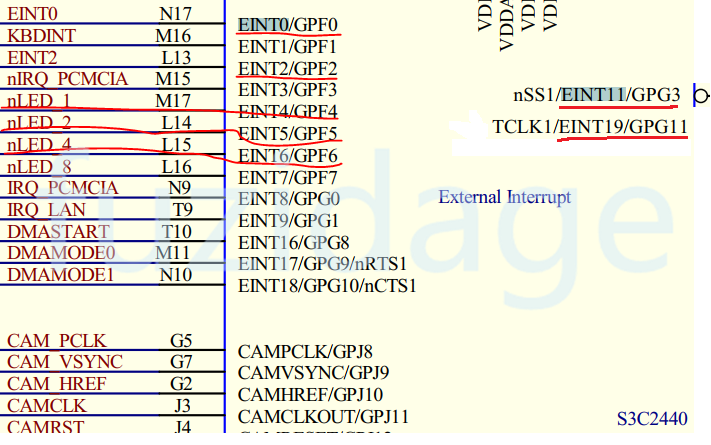 EINT0 N17 EINT0/GPF0
KBDINT M16 EINT1/GPF1
EINT2 L13 EINT2/GPF2
nIRQ_PCMCIA M15 EINT3/GPF3
nLED_1 M17 EINT4/GPF4
nLED_2 L14 EINT5/GPF5
nLED_4 L15 EINT6/GPF6
nLED_8 L16 EINT7/GPF7
IRQ_PCMCIA N9 EINT8/GPG0
IRQ_LAN T9 EINT9/GPG1
DMASTART T10 EINT16/GPG8
DMAMODE0 M11 EINT17/GPG9/nRTS1
DMAMODE1 N10 EINT18/GPG10/nCTS1
nSS1/EINT11/GPG3
TCLK1/EINT19/GPG11
External Interrupt
fuzidage
CAM_PCLK G5 CAMPCLK/GPJ8
CAM_VSYNC G7 CAMVSYNC/GPJ9
CAM_HREF G2 CAMHREF/GPJ10
CAMCLK J3 CAMCLKOUT/GPJ11
CAMRST J4
S3C2440